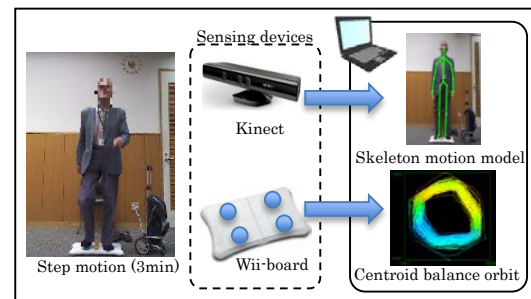 Sensing devices
Kinect
Skeleton motion model
Step motion (3min)
Wii-board
Centroid balance orbit